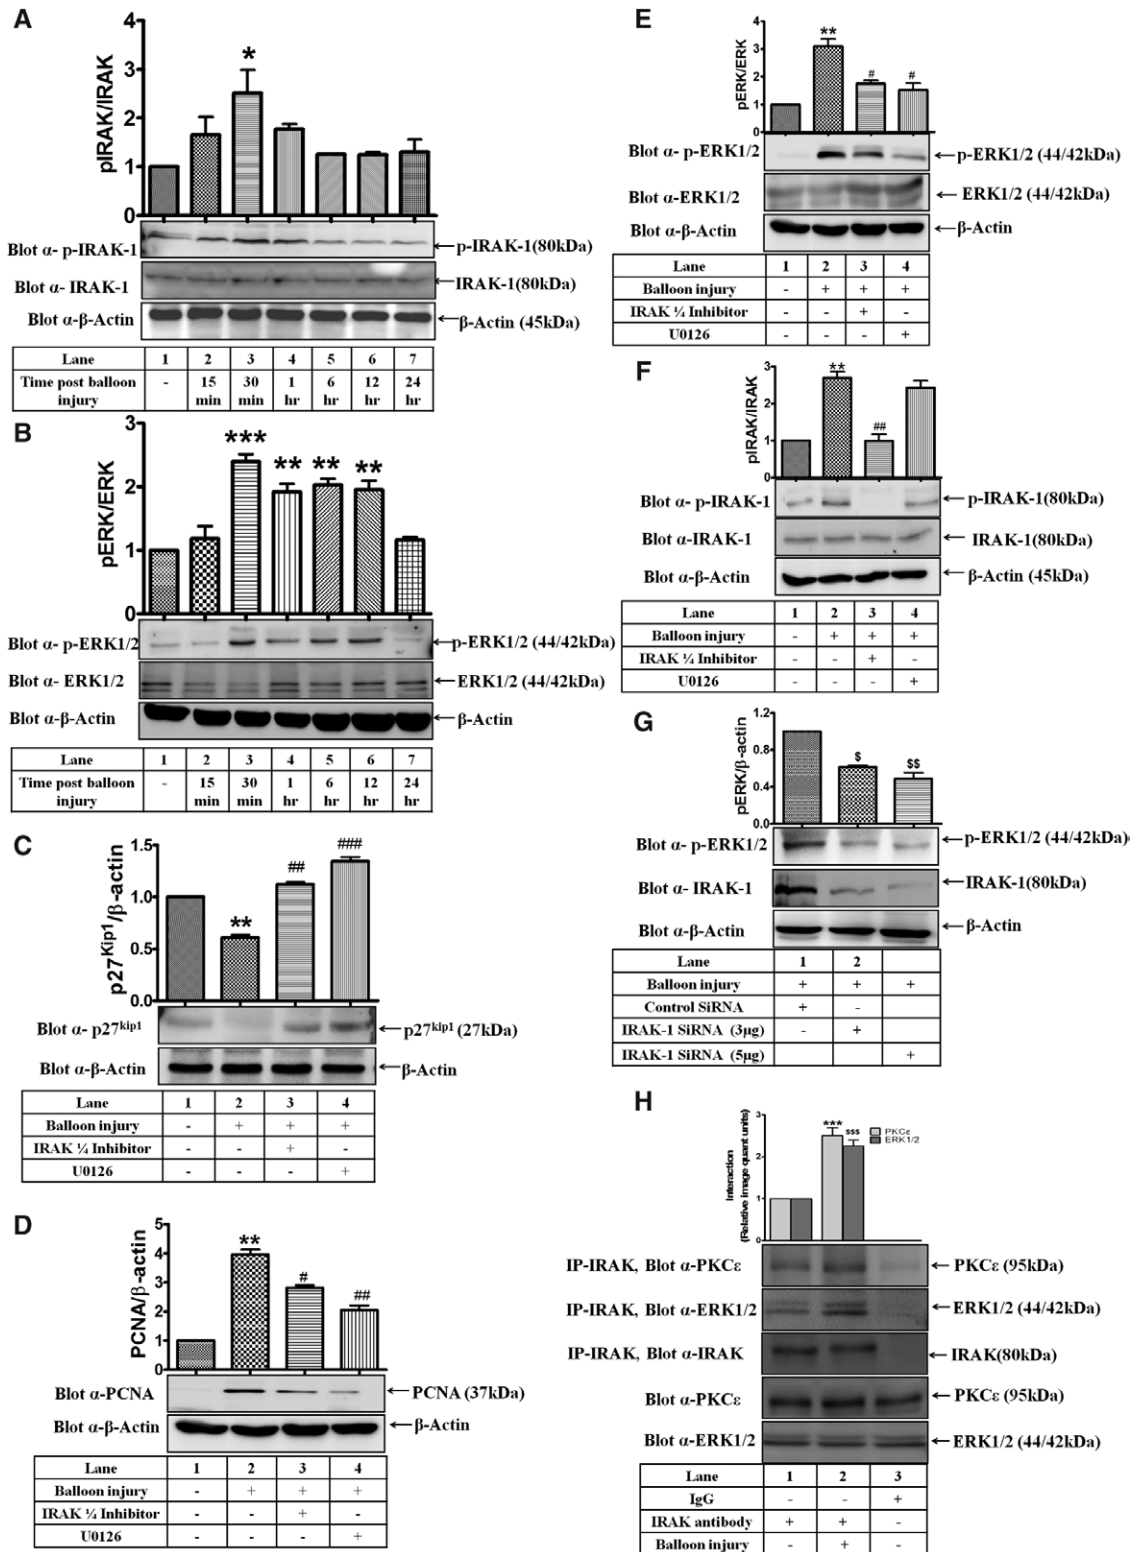 A
4
3
2
1
0
pIRAK/IRAK
*
Blot α- p-IRAK-1
p-IRAK-1(80kDa)
Blot α- IRAK-1
IRAK-1(80kDa)
Blot α-β-Actin
β-Actin (45kDa)
Lane 1 2 3 4 5 6 7
Time post balloon injury - 15 min 30 min 1 hr 6 hr 12 hr 24 hr
B
3
2
1
0
pERK/ERK
*** ** ** **
Blot α- p-ERK1/2
p-ERK1/2 (44/42kDa)
Blot α- ERK1/2
ERK1/2 (44/42kDa)
Blot α-β-Actin
β-Actin
Lane 1 2 3 4 5 6 7
Time post balloon injury - 15 min 30 min 1 hr 6 hr 12 hr 24 hr
C
1.5
1.0
0.5
0.0
p27Kip1/β-actin
** ## ###
Blot α- p27kip1
p27kip1 (27kDa)
Blot α-β-Actin
β-Actin
Lane 1 2 3 4
Balloon injury - + + +
IRAK ¼ Inhibitor - - + -
U0126 - - - +
D
5
4
3
2
1
0
PCNA/β-actin
** # ##
Blot α-PCNA
PCNA (37kDa)
Blot α-β-Actin
β-Actin
Lane 1 2 3 4
Balloon injury - + + +
IRAK ¼ Inhibitor - - + -
U0126 - - - +
E
4
3
2
1
0
pERK/ERK
** # #
Blot α- p-ERK1/2
p-ERK1/2 (44/42kDa)
Blot α-ERK1/2
ERK1/2 (44/42kDa)
Blot α-β-Actin
β-Actin
Lane 1 2 3 4
Balloon injury - + + +
IRAK ¼ Inhibitor - - + -
U0126 - - - +
F
3
2
1
0
pIRAK/IRAK
** ##
Blot α- p-IRAK-1
p-IRAK-1(80kDa)
Blot α-IRAK-1
IRAK-1(80kDa)
Blot α-β-Actin
β-Actin (45kDa)
Lane 1 2 3 4
Balloon injury - + + +
IRAK ¼ Inhibitor - - + -
U0126 - - - +
G
1.2
0.8
0.4
0.0
pERK/β-actin
$ $$
Blot α- p-ERK1/2
p-ERK1/2 (44/42kDa)
Blot α- IRAK-1
IRAK-1(80kDa)
Blot α-β-Actin
β-Actin
Lane 1 2
Balloon injury + + +
Control SiRNA + -
IRAK-1 SiRNA (3µg) - +
IRAK-1 SiRNA (5µg) +
H
3
2
1
0
Interaction
(Relative image quant units)
*** $$$
PKCε
ERK1/2
IP-IRAK, Blot α-PKCε
PKCε (95kDa)
IP-IRAK, Blot α-ERK1/2
ERK1/2 (44/42kDa)
IP-IRAK, Blot α-IRAK
IRAK(80kDa)
Blot α-PKCε
PKCε (95kDa)
Blot α-ERK1/2
ERK1/2 (44/42kDa)
Lane 1 2 3
IgG - - +
IRAK antibody + + -
Balloon injury - + -